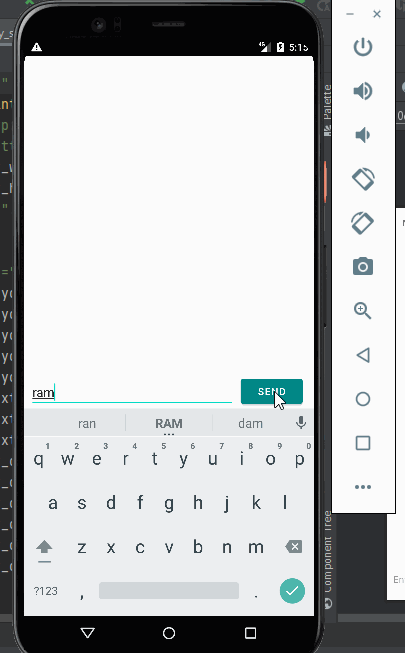 5:15
Palette
ram
SEND
ran RAM dam
1 2 3 4 5 6 7 8 9 0
q w e r t y u i o p
a s d f g h j k l
z x c v b n m
?123 , .
Component Tree